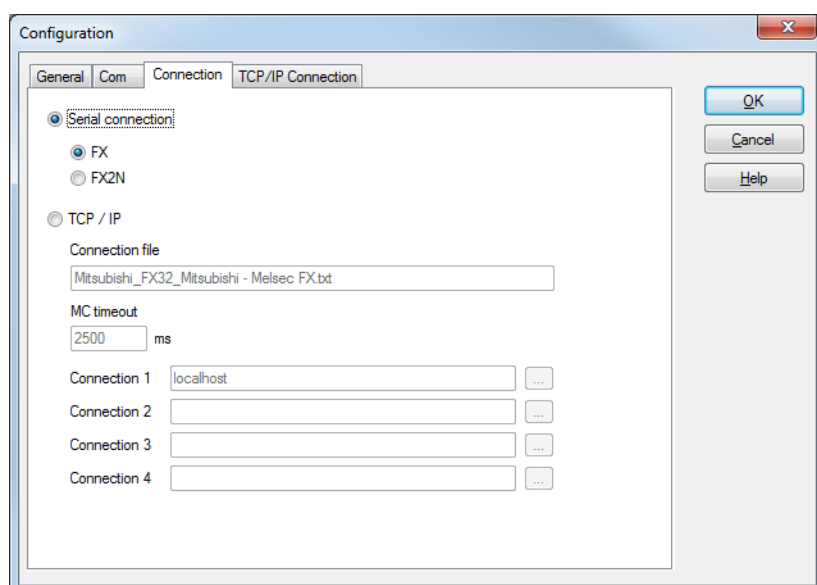 Configuration
General Com Connection TCP/IP Connection
Serial connection
FX
FX2N
TCP / IP
Connection file
Mitsubishi_FX32_Mitsubishi - Melsec FX.txt
MC timeout
2500 ms
Connection 1 localhost ...
Connection 2 ...
Connection 3 ...
Connection 4 ...
OK
Cancel
Help